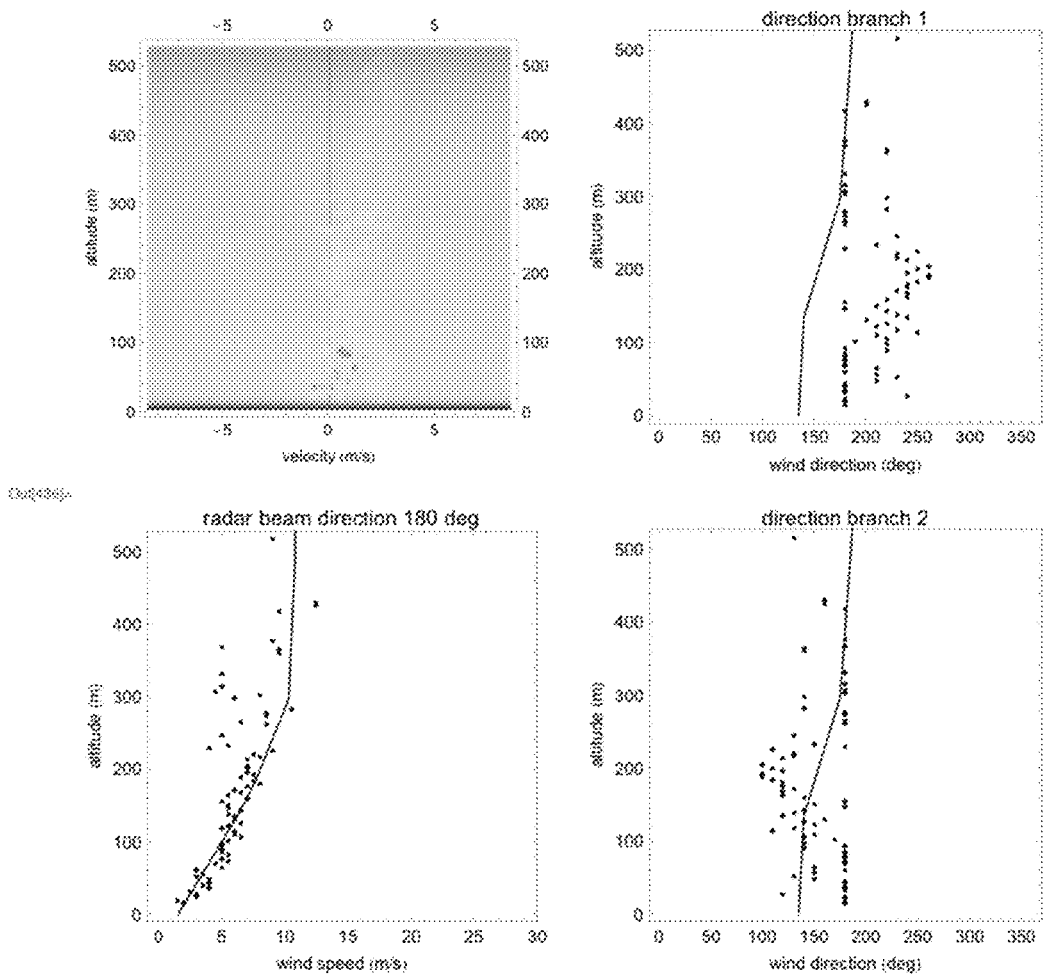 -5 0 5
500 500
400 400
300 300
200 200
100 100
0 0
-5 0 5
altitude (m)
velocity (m/s)
direction branch 1
500
400
300
200
100
0
0 50 100 150 200 250 300 350
altitude (m)
wind direction (deg)
radar beam direction 180 deg
500
400
300
200
100
0
0 5 10 15 20 25 30
altitude (m)
wind speed (m/s)
direction branch 2
500
400
300
200
100
0
0 50 100 150 200 250 300 350
altitude (m)
wind direction (deg)